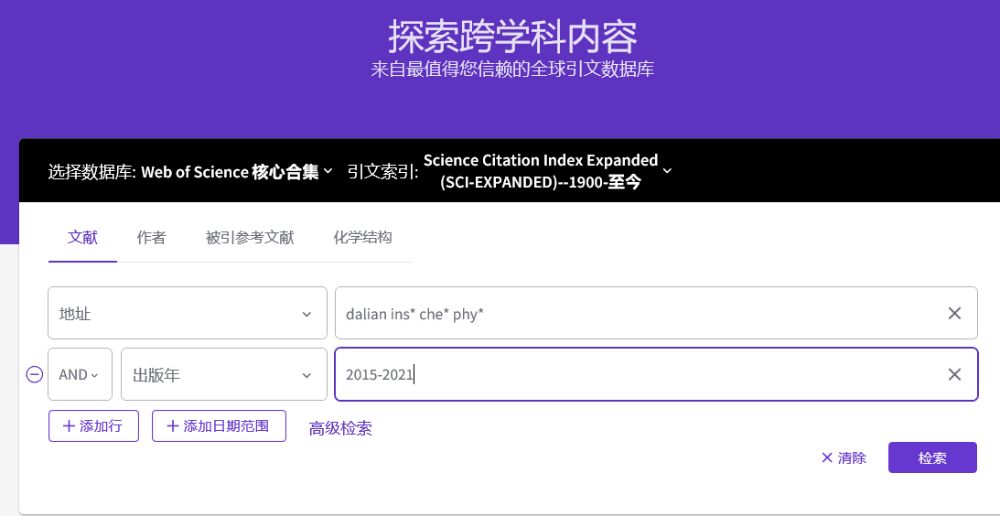 探索跨学科内容
来自最值得您信赖的全球引文数据库
选择数据库: Web of Science 核心合集 引文索引: Science Citation Index Expanded
(SCI-EXPANDED)--1900-至今
文献 作者 被引参考文献 化学结构
地址 dalian ins* che* phy*
AND 出版年 2015-2021
+ 添加行 + 添加日期范围 高级检索
× 清除 检索